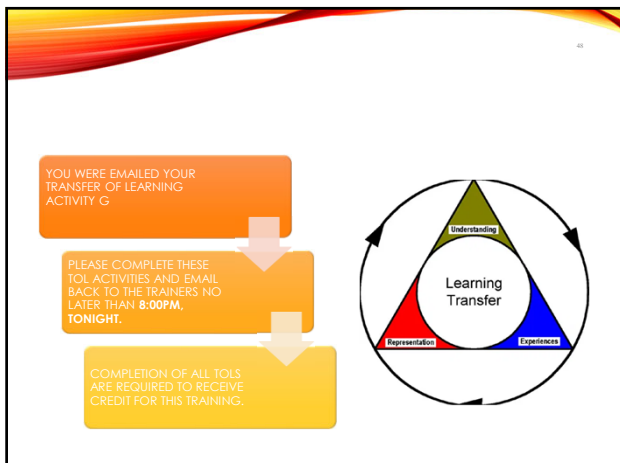 YOU WERE EMAILED YOUR
TRANSFER OF LEARNING
ACTIVITY G
PLEASE COMPLETE THESE
TOL ACTIVITIES AND EMAIL
BACK TO THE TRAINERS NO
LATER THAN 8:00PM,
TONIGHT.
COMPLETION OF ALL TOLS
ARE REQUIRED TO RECEIVE
CREDIT FOR THIS TRAINING.
Understanding
Learning
Transfer
Representation
Experiences